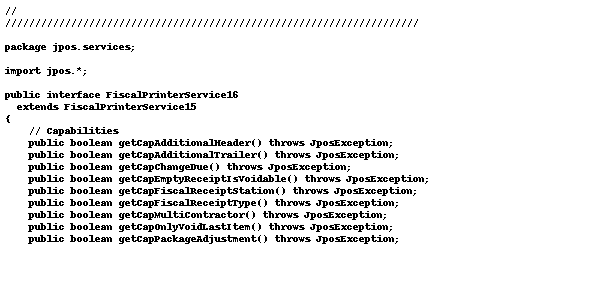 //
/////////////////////////////////////////////////////////////////////
package jpos.services;
import jpos.*;
public interface FiscalPrinterService16
  extends FiscalPrinterService15
{
    // Capabilities
    public boolean getCapAdditionalHeader() throws JposException;
    public boolean getCapAdditionalTrailer() throws JposException;
    public boolean getCapChangeDue() throws JposException;
    public boolean getCapEmptyReceiptIsVoidable() throws JposException;
    public boolean getCapFiscalReceiptStation() throws JposException;
    public boolean getCapFiscalReceiptType() throws JposException;
    public boolean getCapMultiContractor() throws JposException;
    public boolean getCapOnlyVoidLastItem() throws JposException;
    public boolean getCapPackageAdjustment() throws JposException;